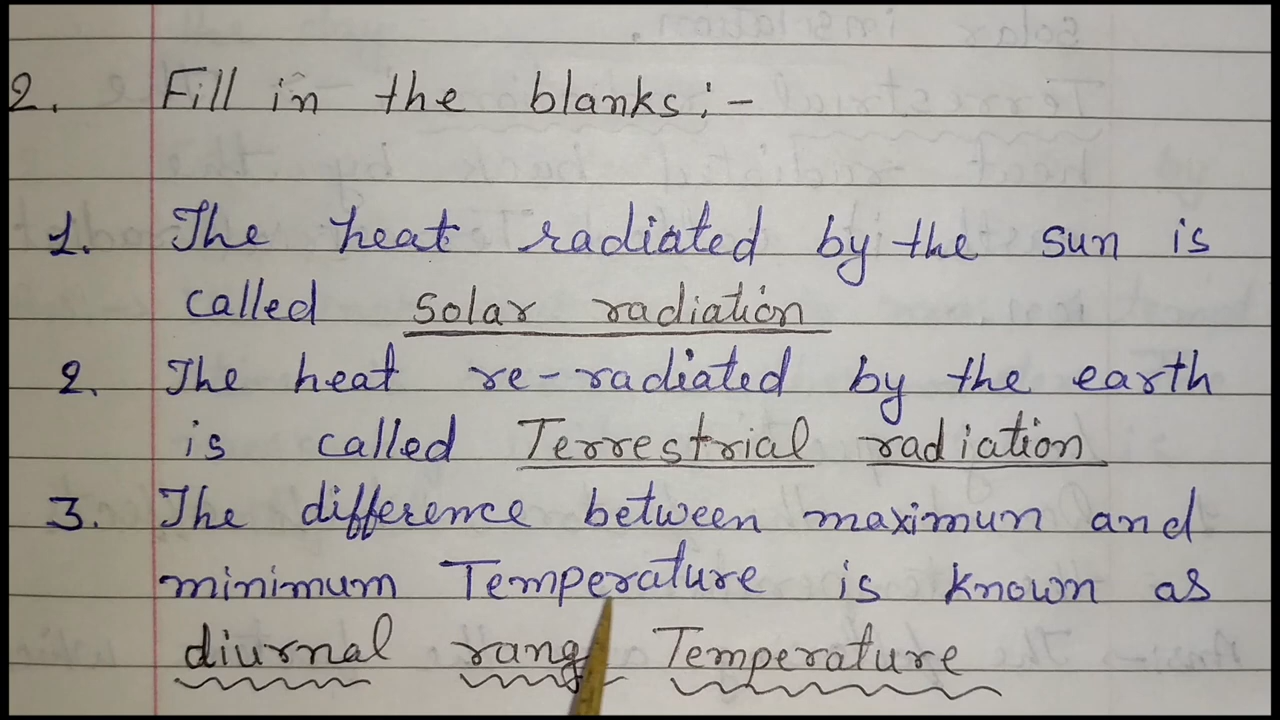 2. Fill in the blanks:-
1. The heat radiated by the sun is
called solar radiation
2. The heat re-radiated by the earth
is called Terrestrial radiation
3. The difference between maximun and
minimum Temperature is known as
diurnal Temperature